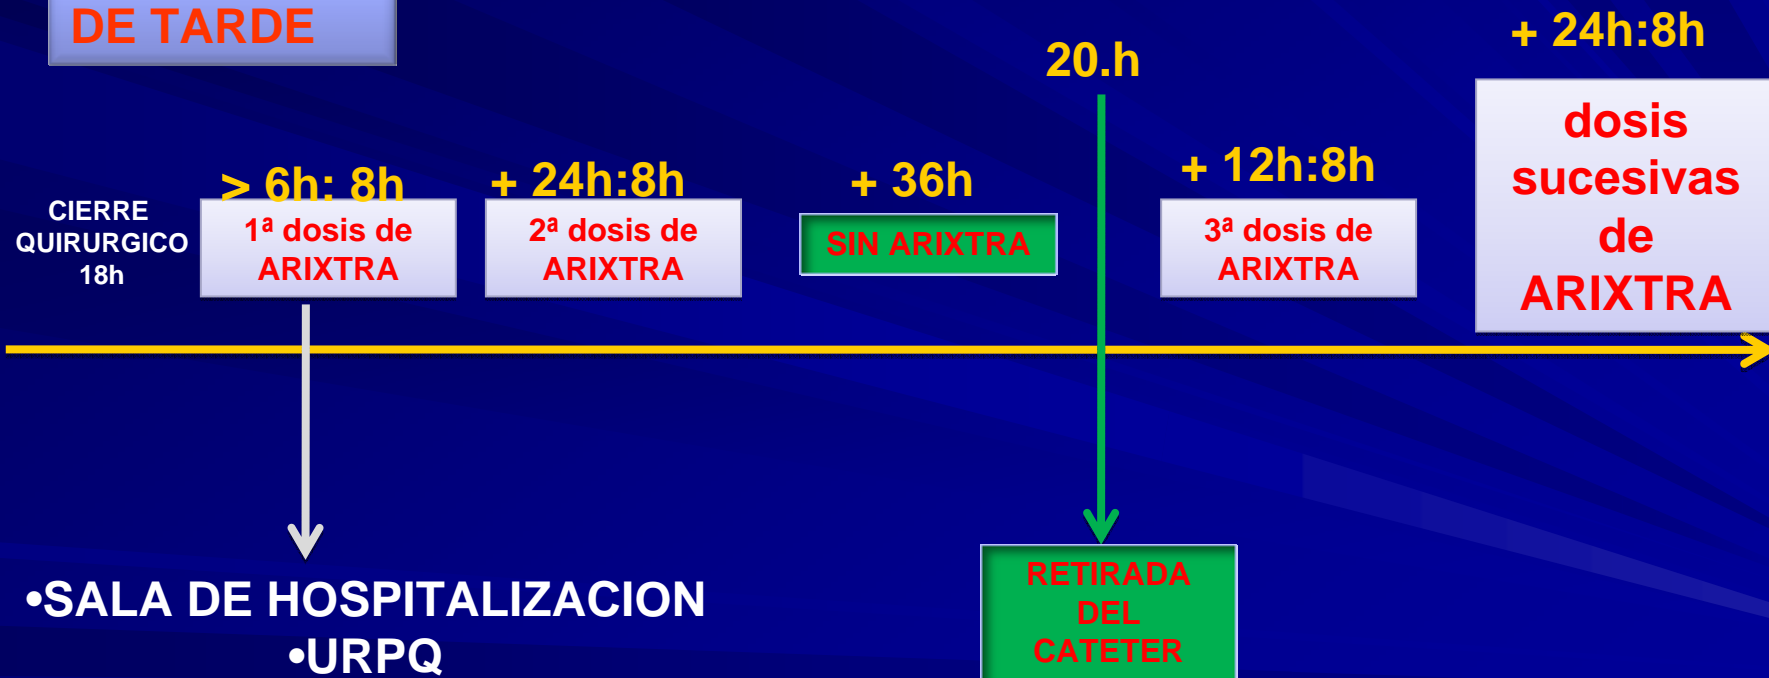 DE TARDE
CIERRE
QUIRURGICO
18h
> 6h: 8h
1ª dosis de
ARIXTRA
+ 24h:8h
2ª dosis de
ARIXTRA
+ 36h
SIN ARIXTRA
20.h
+ 12h:8h
3ª dosis de
ARIXTRA
+ 24h:8h
dosis
sucesivas
de
ARIXTRA
•SALA DE HOSPITALIZACION
•URPQ
RETIRADA
DEL
CATETER